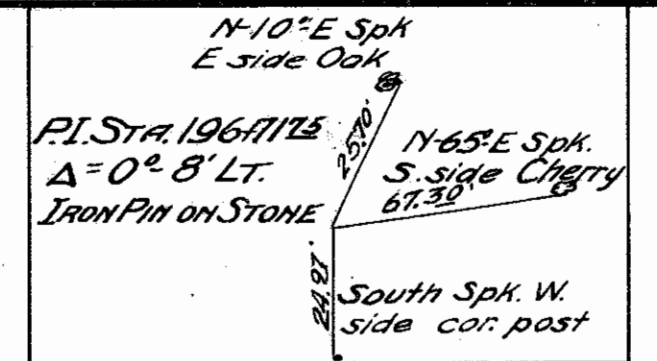 N-10°E Spk
E side Oak
P.I. STA. 196+71.75
Δ = 0°-8' LT.
IRON PIN ON STONE
25.70'
N-65°E Spk.
S. side Cherry
67.30'
24.97'
South Spk. W.
side cor. post